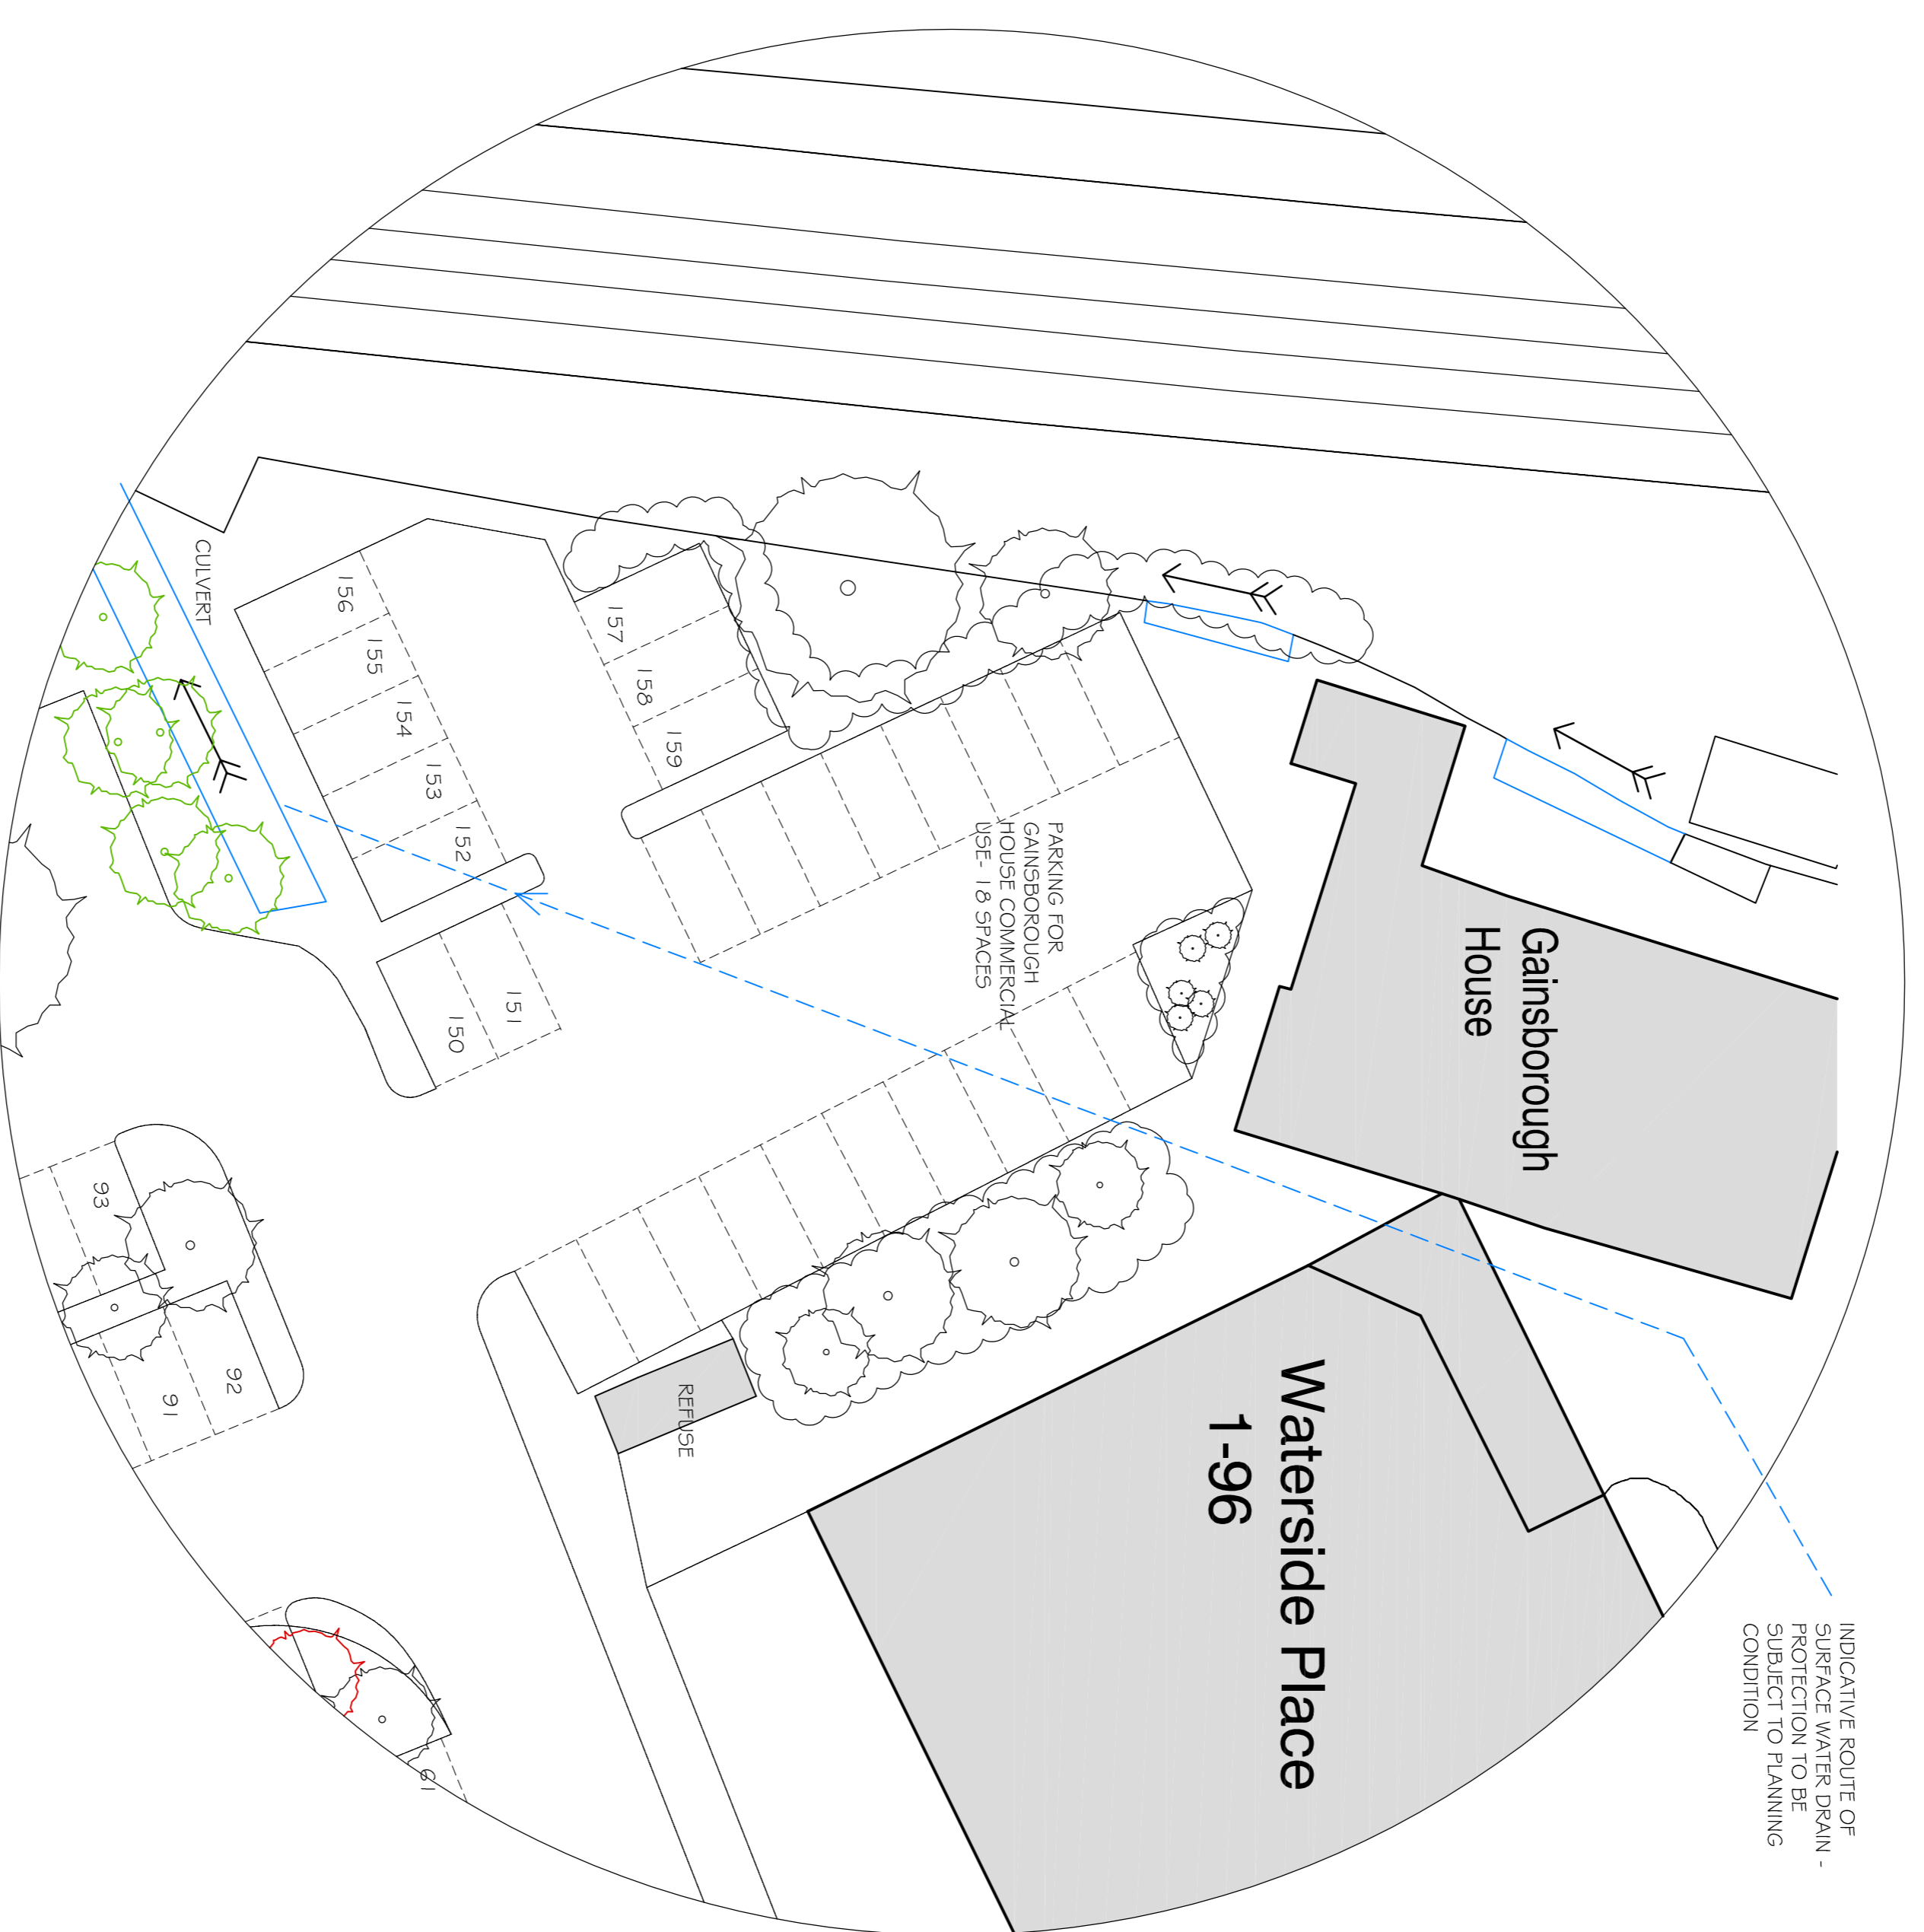 INDICATIVE ROUTE OF
SURFACE WATER DRAIN -
PROTECTION TO BE
SUBJECT TO PLANNING
CONDITION
Gainsborough
House
Waterside Place
1-96
PARKING FOR
GAINSBOROUGH
HOUSE COMMERCIAL
USE- 18 SPACES
REFUSE
CULVERT
157
158
159
156
155
154
153
152
151
150
93
92
91
61